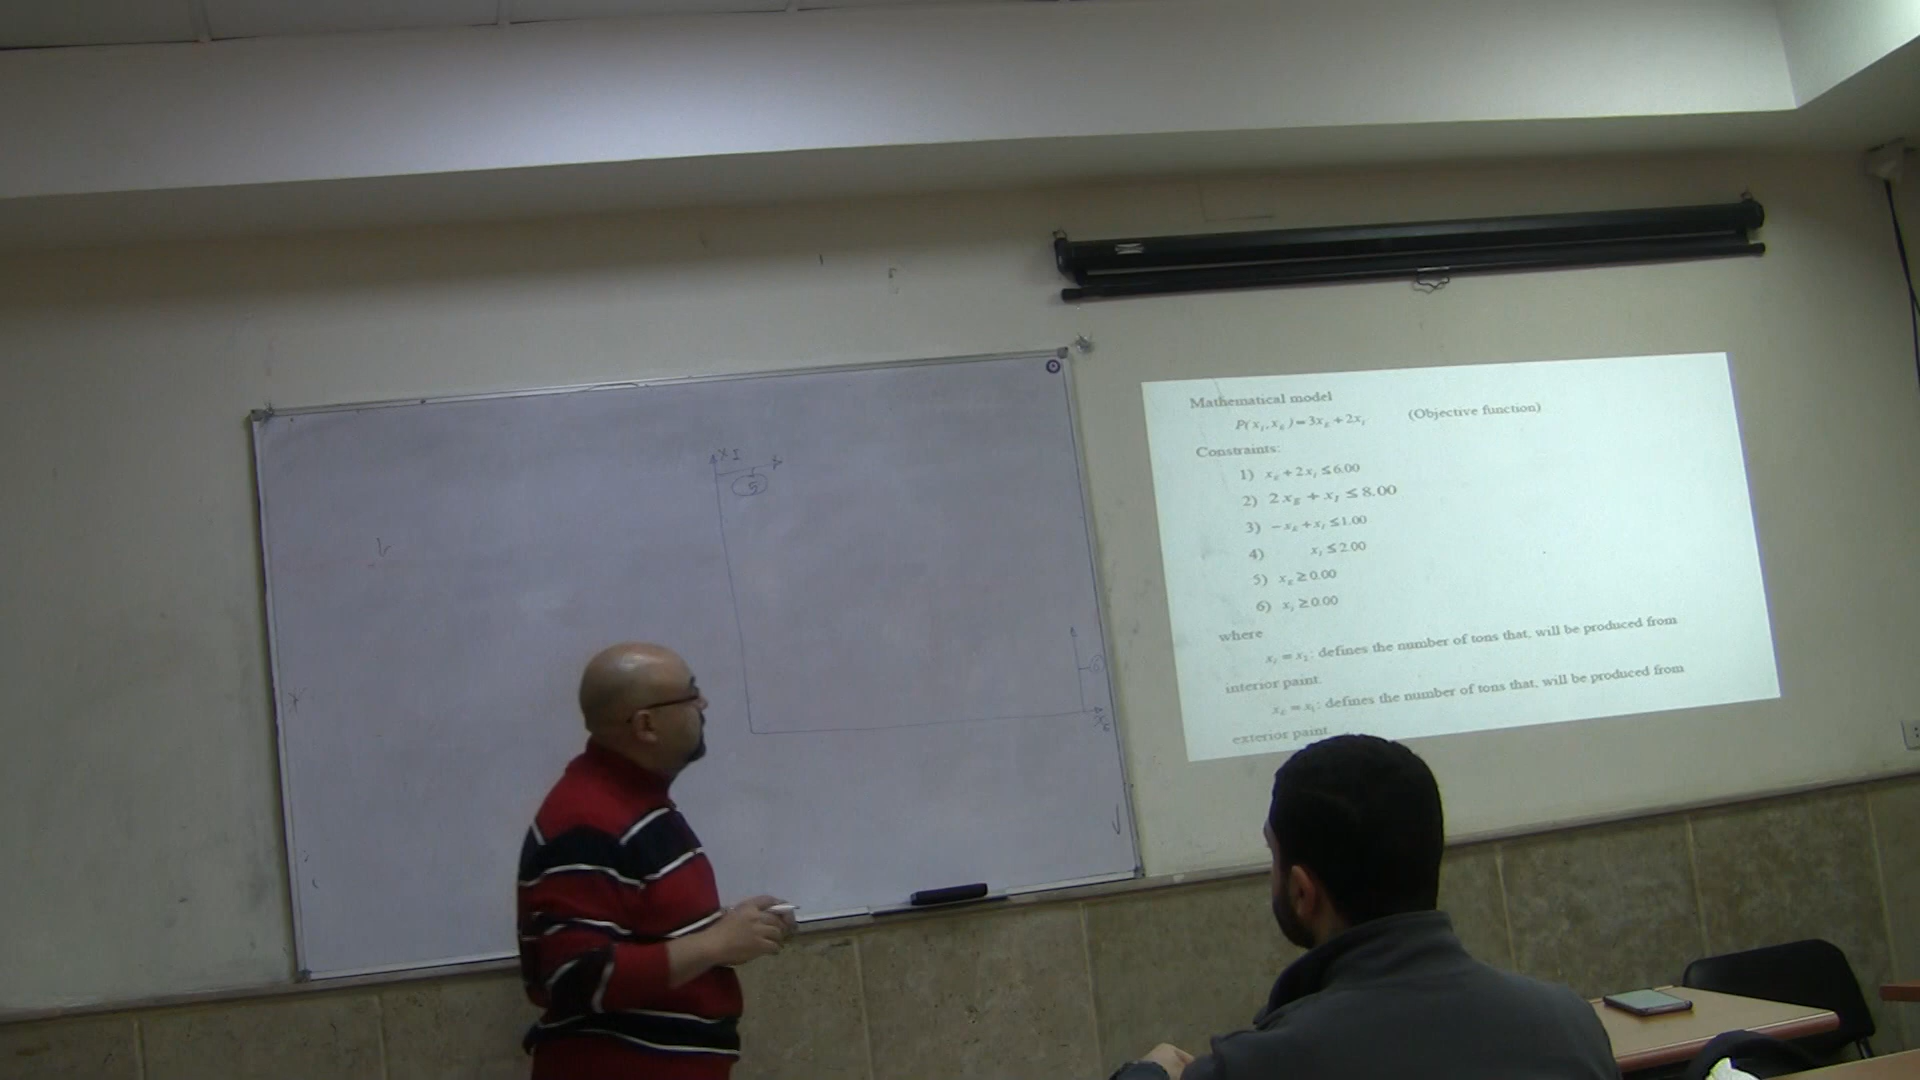 x I
5
6
x E
Mathematical model
P(x_I, x_E) = 3x_E + 2x_I (Objective function)
Constraints:
1) x_E + 2x_I ≤ 6.00
2) 2x_E + x_I ≤ 8.00
3) −x_E + x_I ≤ 1.00
4) x_I ≤ 2.00
5) x_E ≥ 0.00
6) x_I ≥ 0.00
where
x_I = x_2: defines the number of tons that, will be produced from
interior paint.
x_E = x_1: defines the number of tons that, will be produced from
exterior paint.